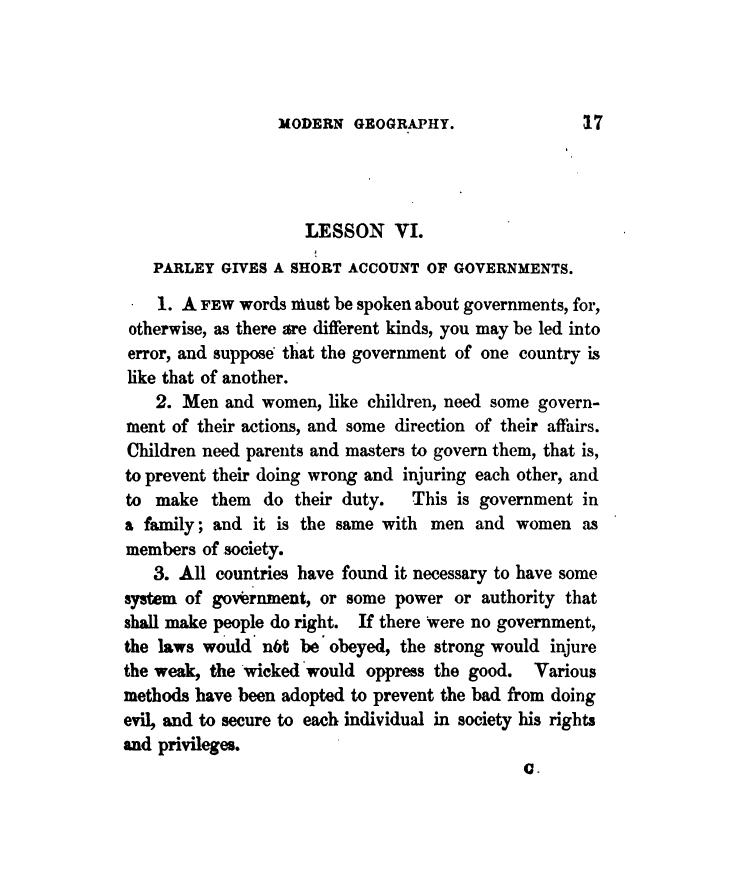 MODERN GEOGRAPHY. 17
LESSON VI.
PARLEY GIVES A SHORT ACCOUNT OF GOVERNMENTS.
1. A FEW words must be spoken about governments, for,
otherwise, as there are different kinds, you may be led into
error, and suppose that the government of one country is
like that of another.
2. Men and women, like children, need some govern-
ment of their actions, and some direction of their affairs.
Children need parents and masters to govern them, that is,
to prevent their doing wrong and injuring each other, and
to make them do their duty. This is government in
a family; and it is the same with men and women as
members of society.
3. All countries have found it necessary to have some
system of government, or some power or authority that
shall make people do right. If there were no government,
the laws would not be obeyed, the strong would injure
the weak, the wicked would oppress the good. Various
methods have been adopted to prevent the bad from doing
evil, and to secure to each individual in society his rights
and privileges.
C